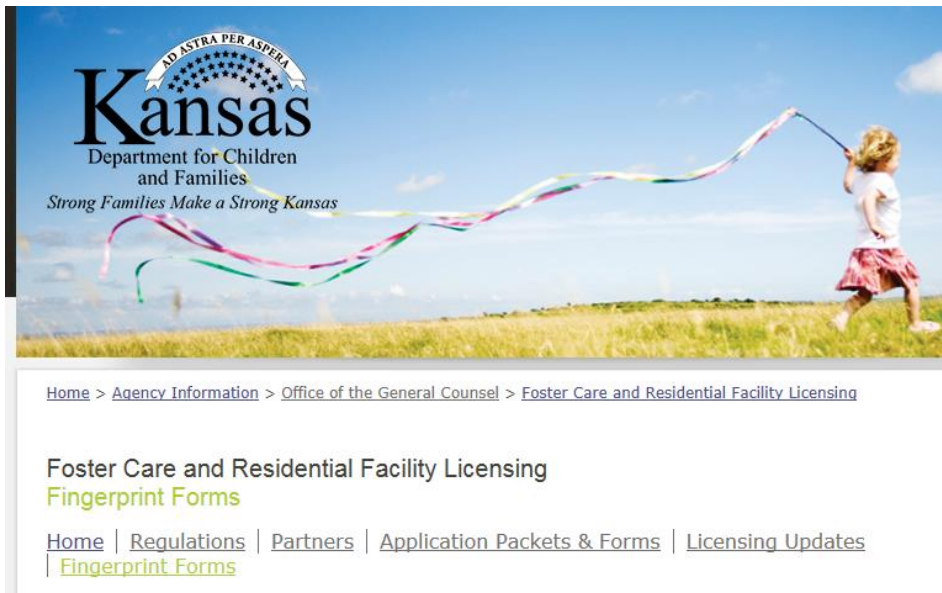 AD ASTRA PER ASPERA
Kansas
Department for Children
and Families
Strong Families Make a Strong Kansas
Home > Agency Information > Office of the General Counsel > Foster Care and Residential Facility Licensing
Foster Care and Residential Facility Licensing
Fingerprint Forms
Home | Regulations | Partners | Application Packets & Forms | Licensing Updates
| Fingerprint Forms